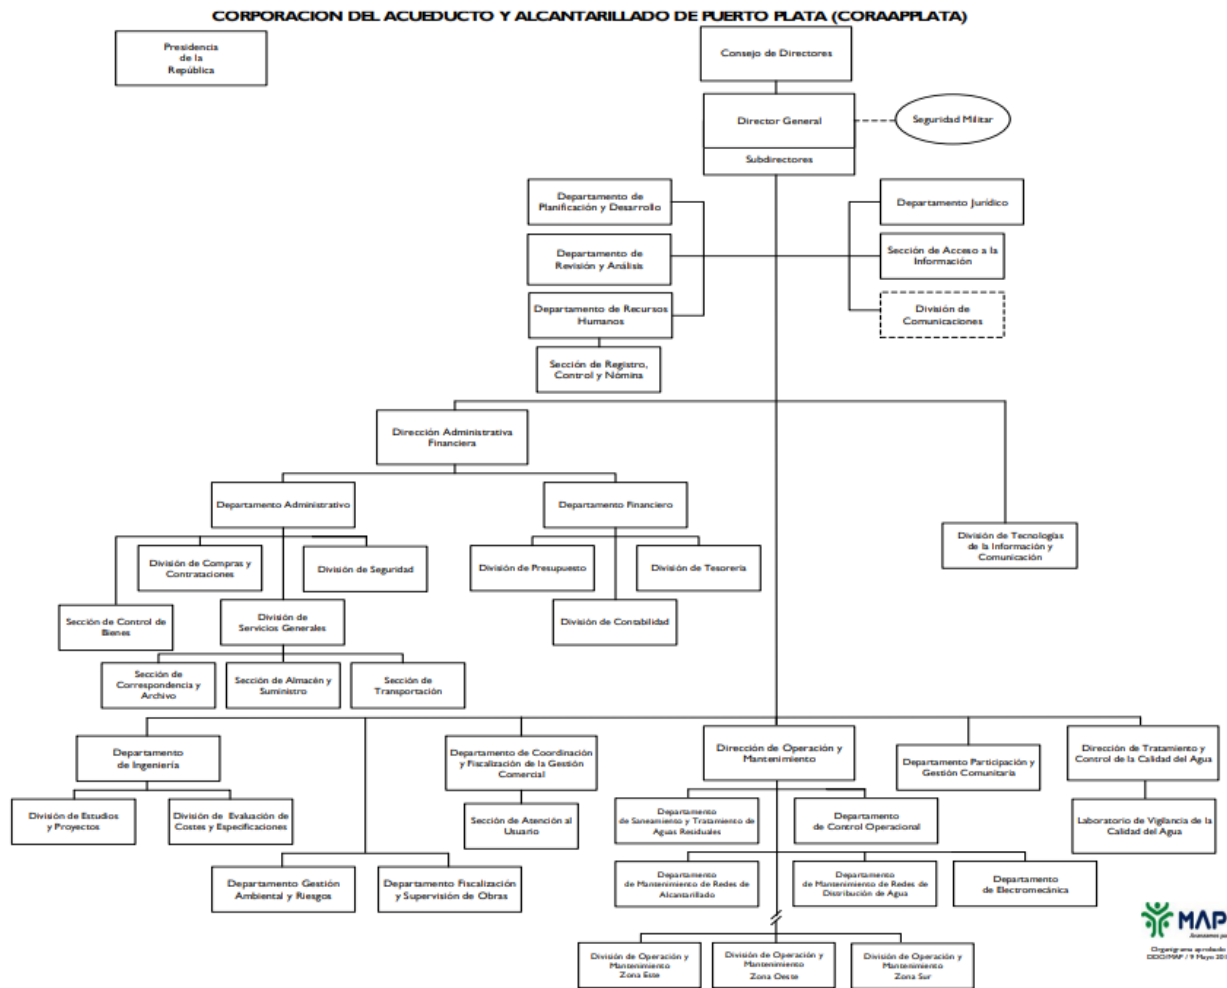 CORPORACION DEL ACUEDUCTO Y ALCANTARILLADO DE PUERTO PLATA (CORAAPPLATA)
Presidencia
de la
República
Consejo de Directores
Director General
Seguridad Militar
Subdirectores
Departamento de
Planificación y Desarrollo
Departamento Jurídico
Departamento de
Revisión y Análisis
Sección de Acceso a la
Información
Departamento de Recursos
Humanos
División de
Comunicaciones
Sección de Registro,
Control y Nómina
Dirección Administrativa
Financiera
Departamento Administrativo
Departamento Financiero
División de Tecnologías
de la Información y
Comunicación
División de Compras y
Contrataciones
División de Seguridad
División de Presupuesto
División de Tesorería
Sección de Control de
Bienes
División de
Servicios Generales
División de Contabilidad
Sección de
Correspondencia y
Archivo
Sección de Almacén y
Suministro
Sección de
Transportación
Departamento
de Ingeniería
Departamento de Coordinación
y Fiscalización de la Gestión
Comercial
Dirección de Operación y
Mantenimiento
Departamento Participación y
Gestión Comunitaria
Dirección de Tratamiento y
Control de la Calidad del Agua
División de Estudios
y Proyectos
División de Evaluación de
Costes y Especificaciones
Sección de Atención al
Usuario
Departamento
de Saneamiento y Tratamiento de
Aguas Residuales
Departamento
de Control Operacional
Laboratorio de Vigilancia de la
Calidad del Agua
Departamento Gestión
Ambiental y Riesgos
Departamento Fiscalización
y Supervisión de Obras
Departamento
de Mantenimiento de Redes de
Alcantarillado
Departamento
de Mantenimiento de Redes de
Distribución de Agua
Departamento
de Electromecánica
División de Operación y
Mantenimiento
Zona Este
División de Operación y
Mantenimiento
Zona Oeste
División de Operación y
Mantenimiento
Zona Sur
MAP
Organigrama aprobado
9 Mayo